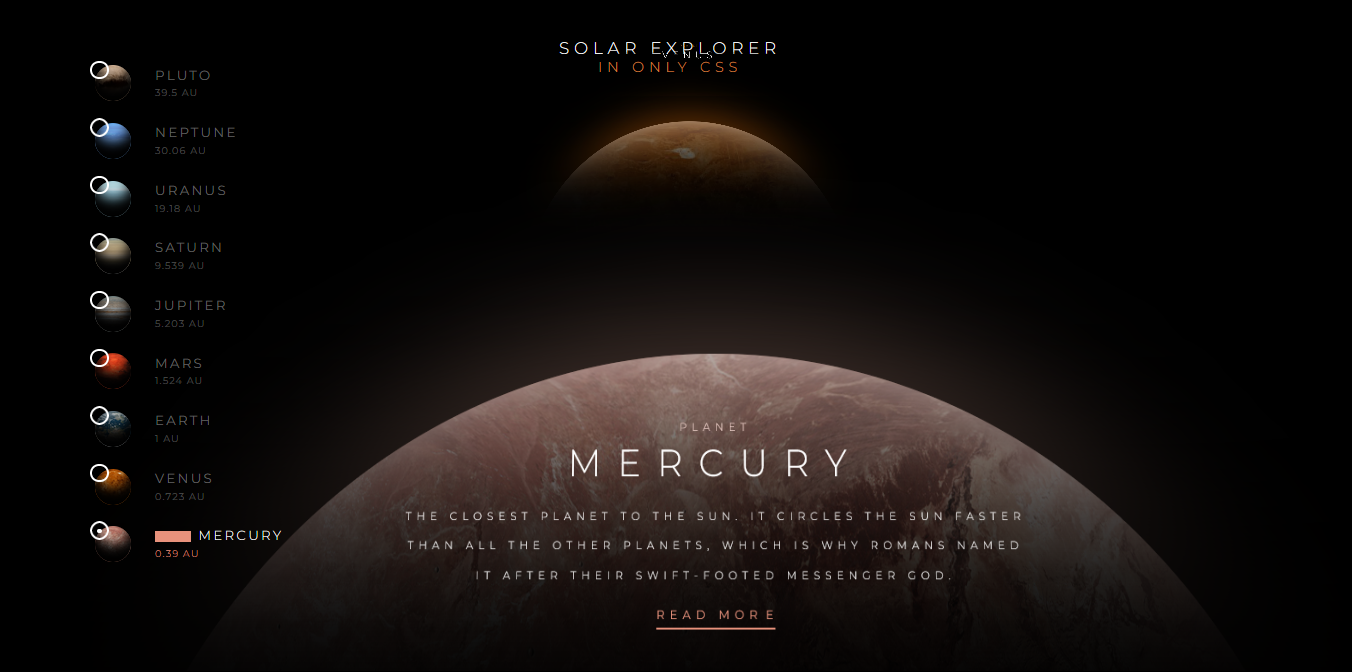 SOLAR EXPLORER
VENUS
IN ONLY CSS
PLUTO
39.5 AU
NEPTUNE
30.06 AU
URANUS
19.18 AU
SATURN
9.539 AU
JUPITER
5.203 AU
MARS
1.524 AU
EARTH
1 AU
VENUS
0.723 AU
MERCURY
0.39 AU
PLANET
MERCURY
THE CLOSEST PLANET TO THE SUN. IT CIRCLES THE SUN FASTER
THAN ALL THE OTHER PLANETS, WHICH IS WHY ROMANS NAMED
IT AFTER THEIR SWIFT-FOOTED MESSENGER GOD.
READ MORE